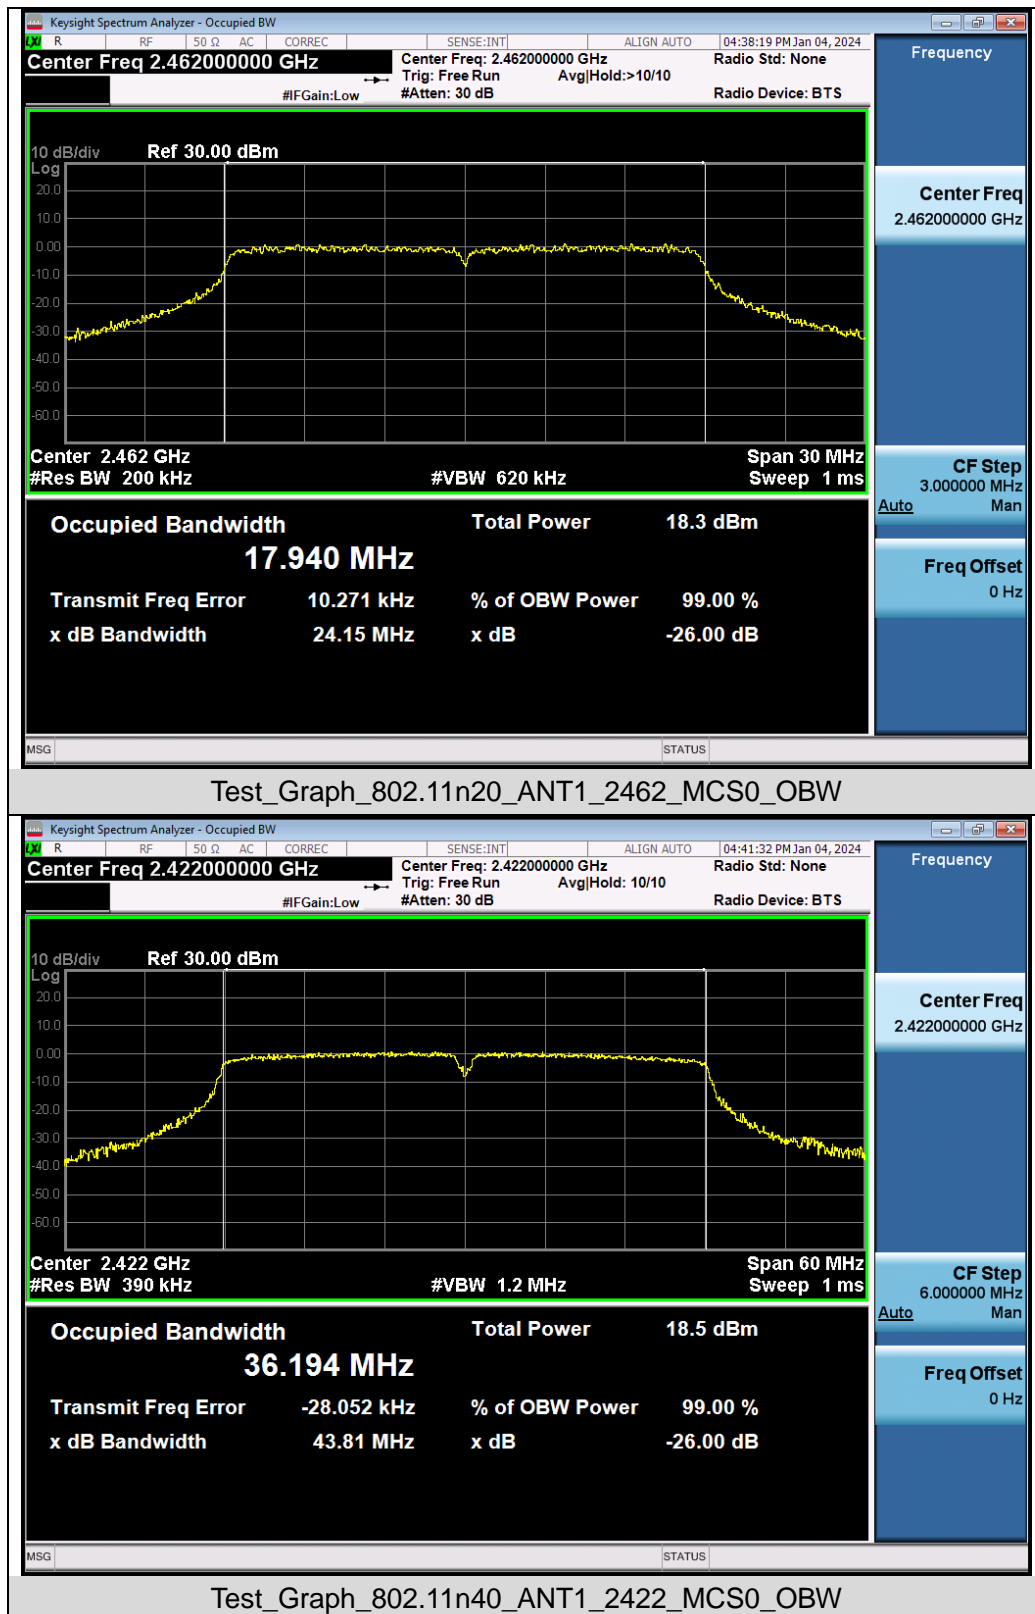 Keysight Spectrum Analyzer - Occupied BW
LXI R RF 50 Ω AC CORREC SENSE:INT ALIGN AUTO 04:38:19 PM Jan 04, 2024
Center Freq 2.462000000 GHz
Center Freq: 2.462000000 GHz
Radio Std: None
Trig: Free Run Avg|Hold:>10/10
#IFGain:Low #Atten: 30 dB
Radio Device: BTS
Frequency
10 dB/div Ref 30.00 dBm
Log
20.0
10.0
0.00
-10.0
-20.0
-30.0
-40.0
-50.0
-60.0
Center Freq
2.462000000 GHz
Center 2.462 GHz Span 30 MHz
#Res BW 200 kHz #VBW 620 kHz Sweep 1 ms
CF Step
3.000000 MHz
Auto Man
Occupied Bandwidth Total Power 18.3 dBm
17.940 MHz
Transmit Freq Error 10.271 kHz % of OBW Power 99.00 %
x dB Bandwidth 24.15 MHz x dB -26.00 dB
Freq Offset
0 Hz
MSG STATUS
Test_Graph_802.11n20_ANT1_2462_MCS0_OBW
Keysight Spectrum Analyzer - Occupied BW
LXI R RF 50 Ω AC CORREC SENSE:INT ALIGN AUTO 04:41:32 PM Jan 04, 2024
Center Freq 2.422000000 GHz
Center Freq: 2.422000000 GHz
Radio Std: None
Trig: Free Run Avg|Hold: 10/10
#IFGain:Low #Atten: 30 dB
Radio Device: BTS
Frequency
10 dB/div Ref 30.00 dBm
Log
20.0
10.0
0.00
-10.0
-20.0
-30.0
-40.0
-50.0
-60.0
Center Freq
2.422000000 GHz
Center 2.422 GHz Span 60 MHz
#Res BW 390 kHz #VBW 1.2 MHz Sweep 1 ms
CF Step
6.000000 MHz
Auto Man
Occupied Bandwidth Total Power 18.5 dBm
36.194 MHz
Transmit Freq Error -28.052 kHz % of OBW Power 99.00 %
x dB Bandwidth 43.81 MHz x dB -26.00 dB
Freq Offset
0 Hz
MSG STATUS
Test_Graph_802.11n40_ANT1_2422_MCS0_OBW